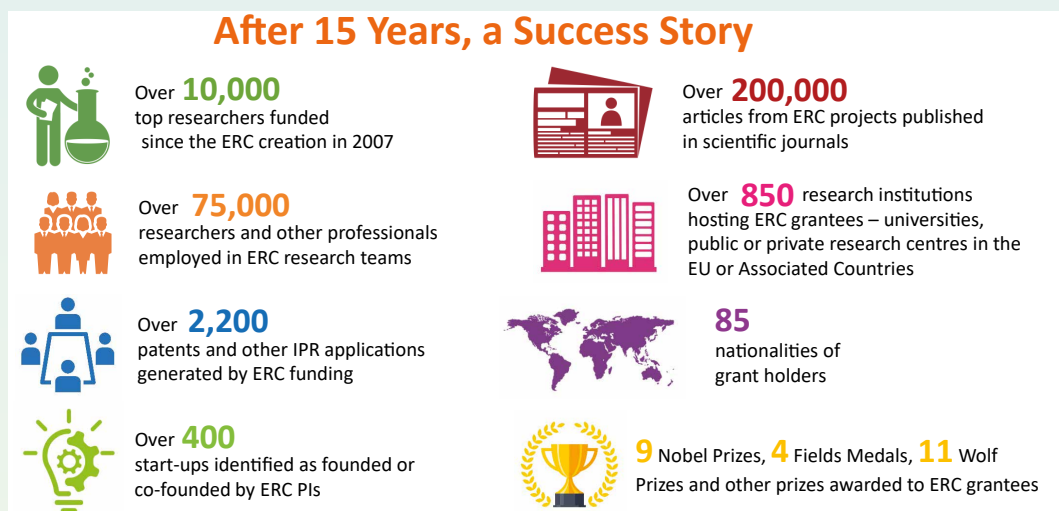 After 15 Years, a Success Story
Over 10,000
top researchers funded
since the ERC creation in 2007
Over 75,000
researchers and other professionals
employed in ERC research teams
Over 2,200
patents and other IPR applications
generated by ERC funding
Over 400
start-ups identified as founded or
co-founded by ERC PIs
Over 200,000
articles from ERC projects published
in scientific journals
Over 850 research institutions
hosting ERC grantees – universities,
public or private research centres in the
EU or Associated Countries
85
nationalities of
grant holders
9 Nobel Prizes, 4 Fields Medals, 11 Wolf
Prizes and other prizes awarded to ERC grantees